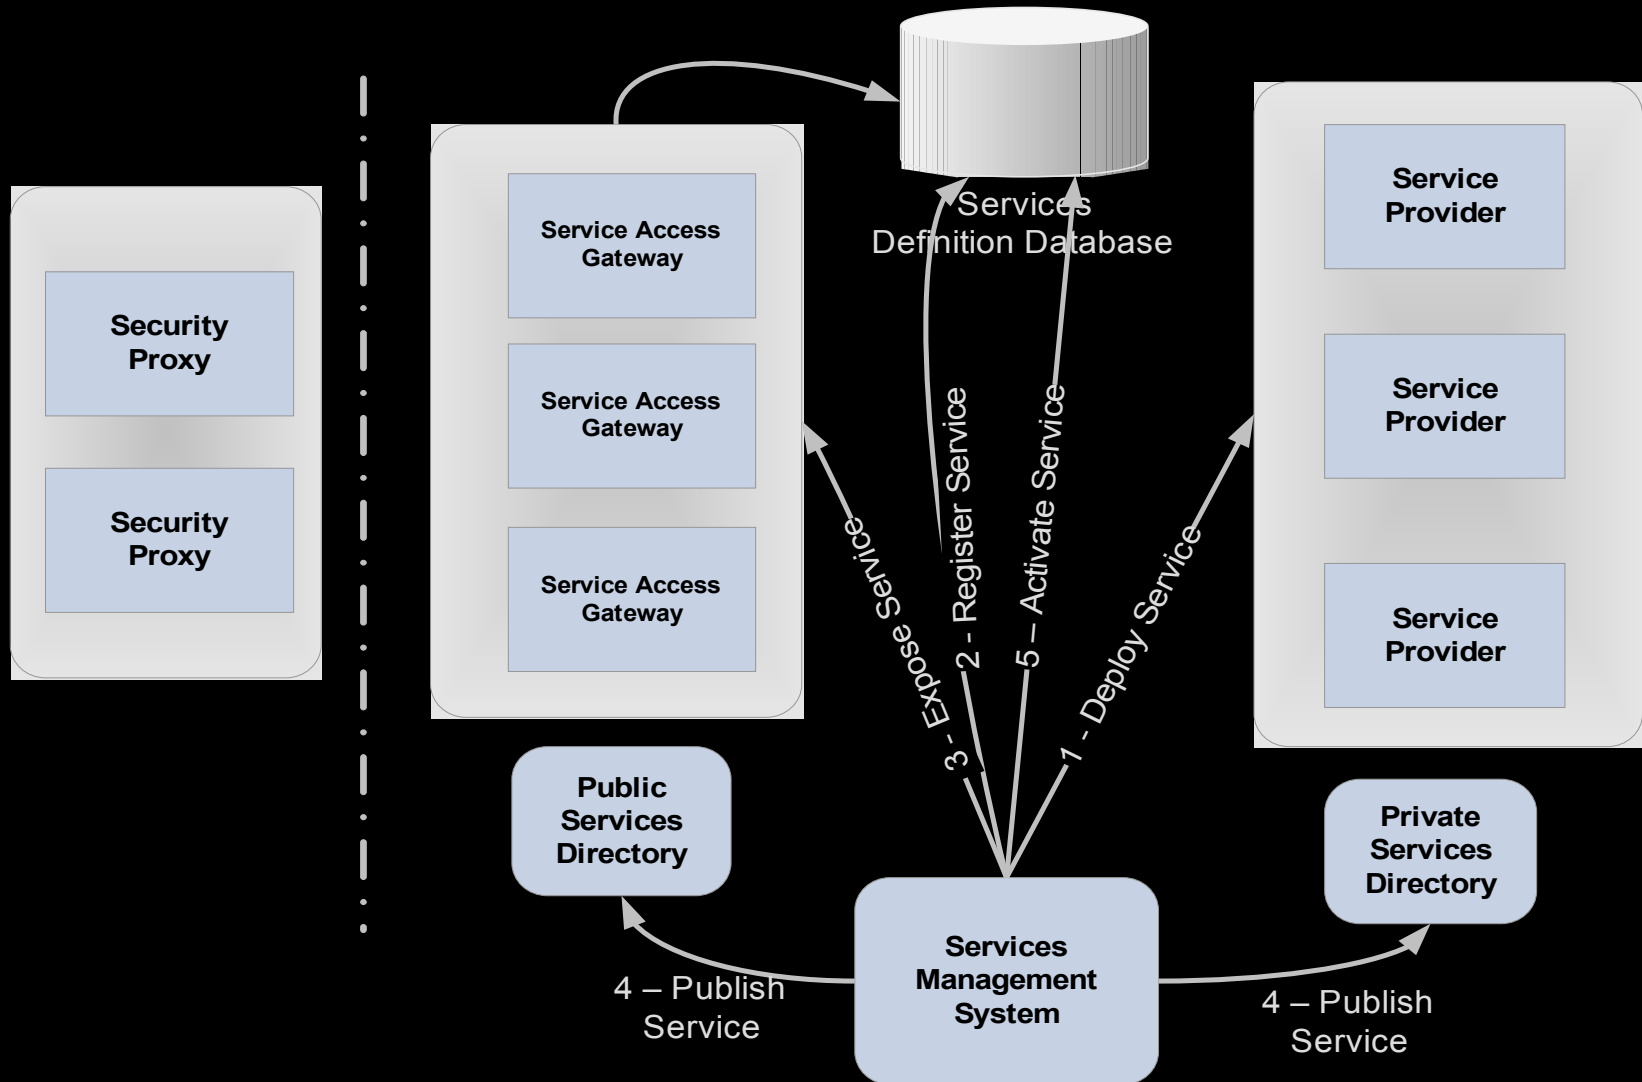 Security
Proxy
Security
Proxy
Service Access
Gateway
Service Access
Gateway
Service Access
Gateway
Public
Services
Directory
Services
Definition Database
3 - Expose Service
2 - Register Service
5 – Activate Service
1 - Deploy Service
Service
Provider
Service
Provider
Service
Provider
Private
Services
Directory
Services
Management
System
4 – Publish
Service
4 – Publish
Service